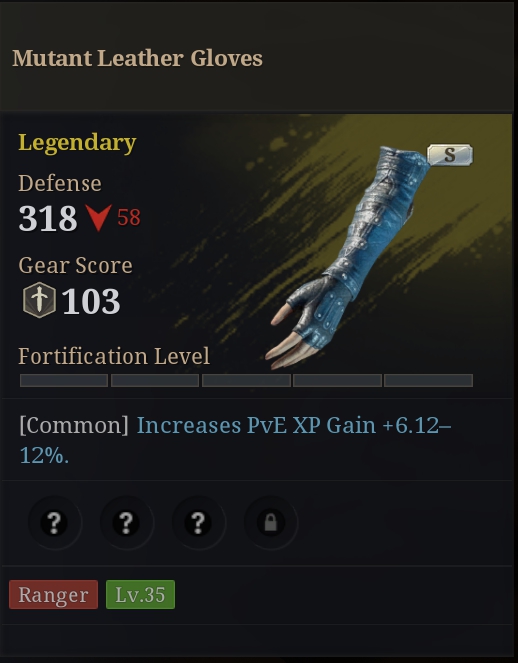 Mutant Leather Gloves
Legendary
S
Defense
318 58
Gear Score
103
Fortification Level
[Common] Increases PvE XP Gain +6.12–
12%.
? ? ?
Ranger Lv.35